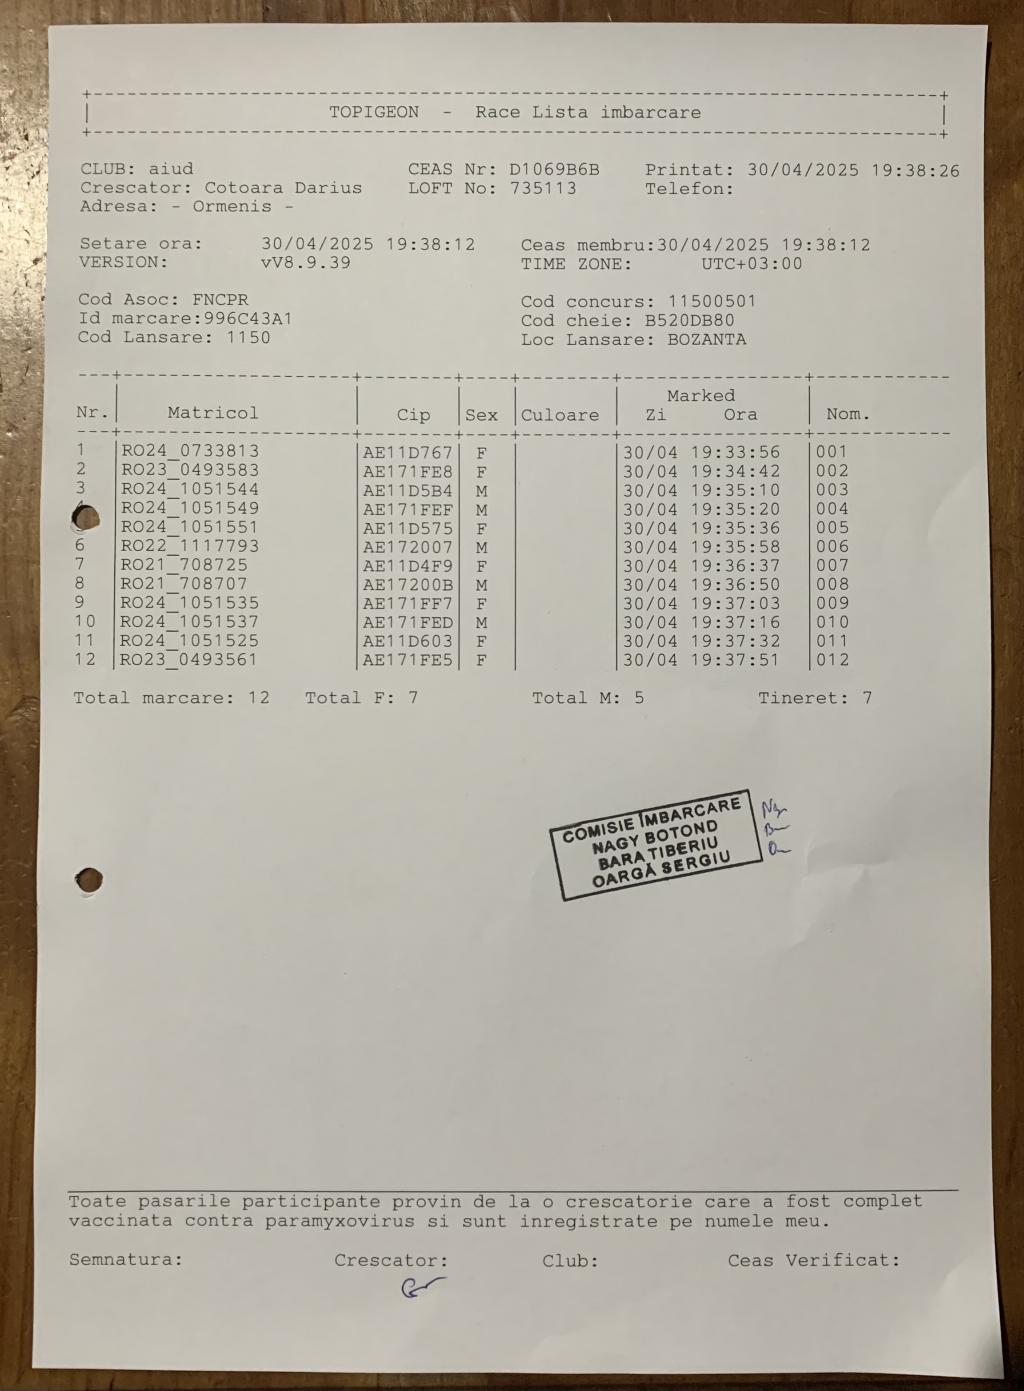 TOPIGEON - Race Lista imbarcare
CLUB: aiud CEAS Nr: D1069B6B Printat: 30/04/2025 19:38:26
Crescator: Cotoara Darius LOFT No: 735113 Telefon:
Adresa: - Ormenis -
Setare ora: 30/04/2025 19:38:12 Ceas membru:30/04/2025 19:38:12
VERSION: vV8.9.39 TIME ZONE: UTC+03:00
Cod Asoc: FNCPR Cod concurs: 11500501
Id marcare:996C43A1 Cod cheie: B520DB80
Cod Lansare: 1150 Loc Lansare: BOZANTA
Marked
Nr. Matricol Cip Sex Culoare Zi Ora Nom.
1 RO24_0733813 AE11D767 F 30/04 19:33:56 001
2 RO23_0493583 AE171FE8 F 30/04 19:34:42 002
3 RO24_1051544 AE11D5B4 M 30/04 19:35:10 003
RO24_1051549 AE171FEF M 30/04 19:35:20 004
RO24_1051551 AE11D575 F 30/04 19:35:36 005
6 RO22_1117793 AE172007 M 30/04 19:35:58 006
7 RO21_708725 AE11D4F9 F 30/04 19:36:37 007
8 RO21_708707 AE17200B M 30/04 19:36:50 008
9 RO24_1051535 AE171FF7 F 30/04 19:37:03 009
10 RO24_1051537 AE171FED M 30/04 19:37:16 010
11 RO24_1051525 AE11D603 F 30/04 19:37:32 011
12 RO23_0493561 AE171FE5 F 30/04 19:37:51 012
Total marcare: 12 Total F: 7 Total M: 5 Tineret: 7
COMISIE ÎMBARCARE
NAGY BOTOND
BARA TIBERIU
OARGĂ SERGIU
Toate pasarile participante provin de la o crescatorie care a fost complet
vaccinata contra paramyxovirus si sunt inregistrate pe numele meu.
Semnatura: Crescator: Club: Ceas Verificat: